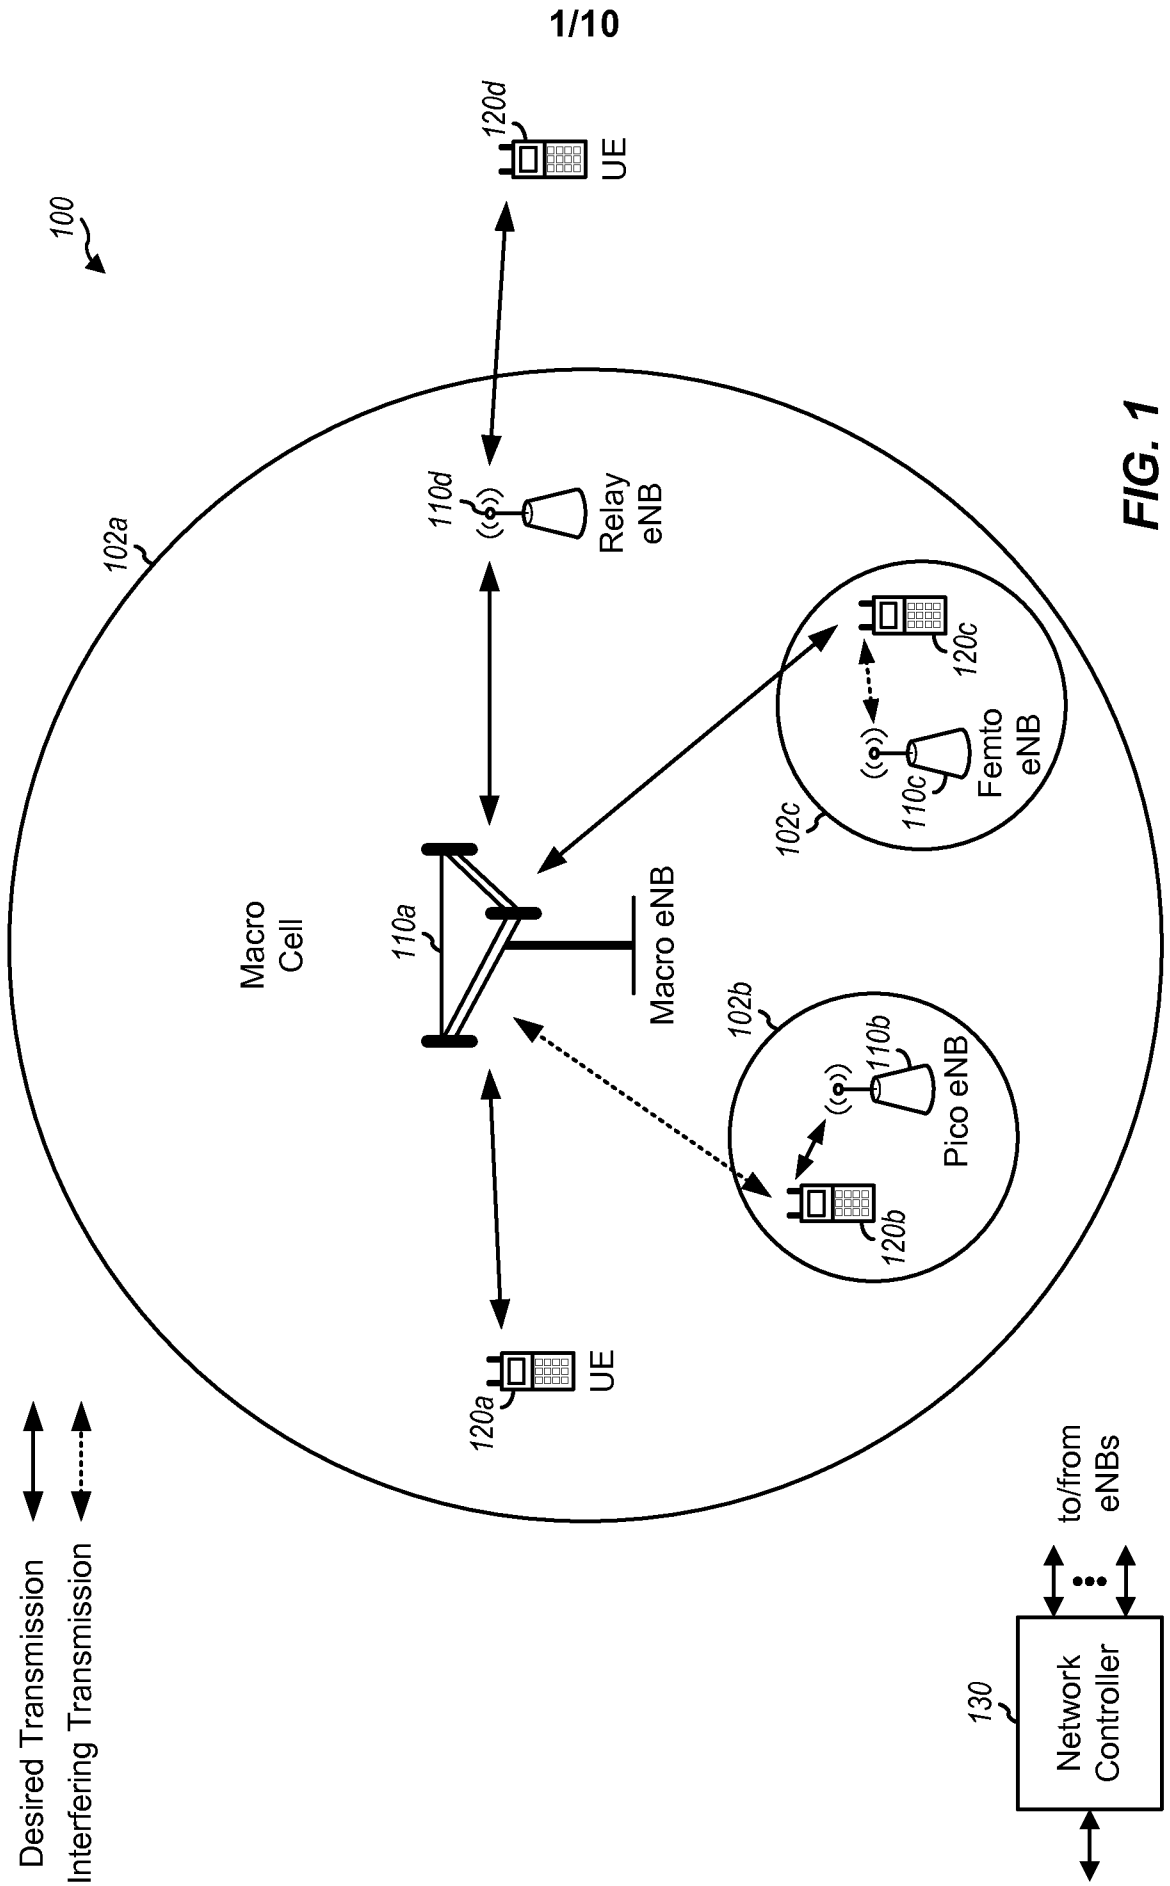 1/10
Desired Transmission
Interfering Transmission
100
102a
Macro
Cell
110a
Macro eNB
120a
UE
110d
Relay
eNB
120d
UE
102b
110b
Pico eNB
120b
102c
110c
Femto
eNB
120c
130
Network
Controller
to/from
eNBs
FIG. 1